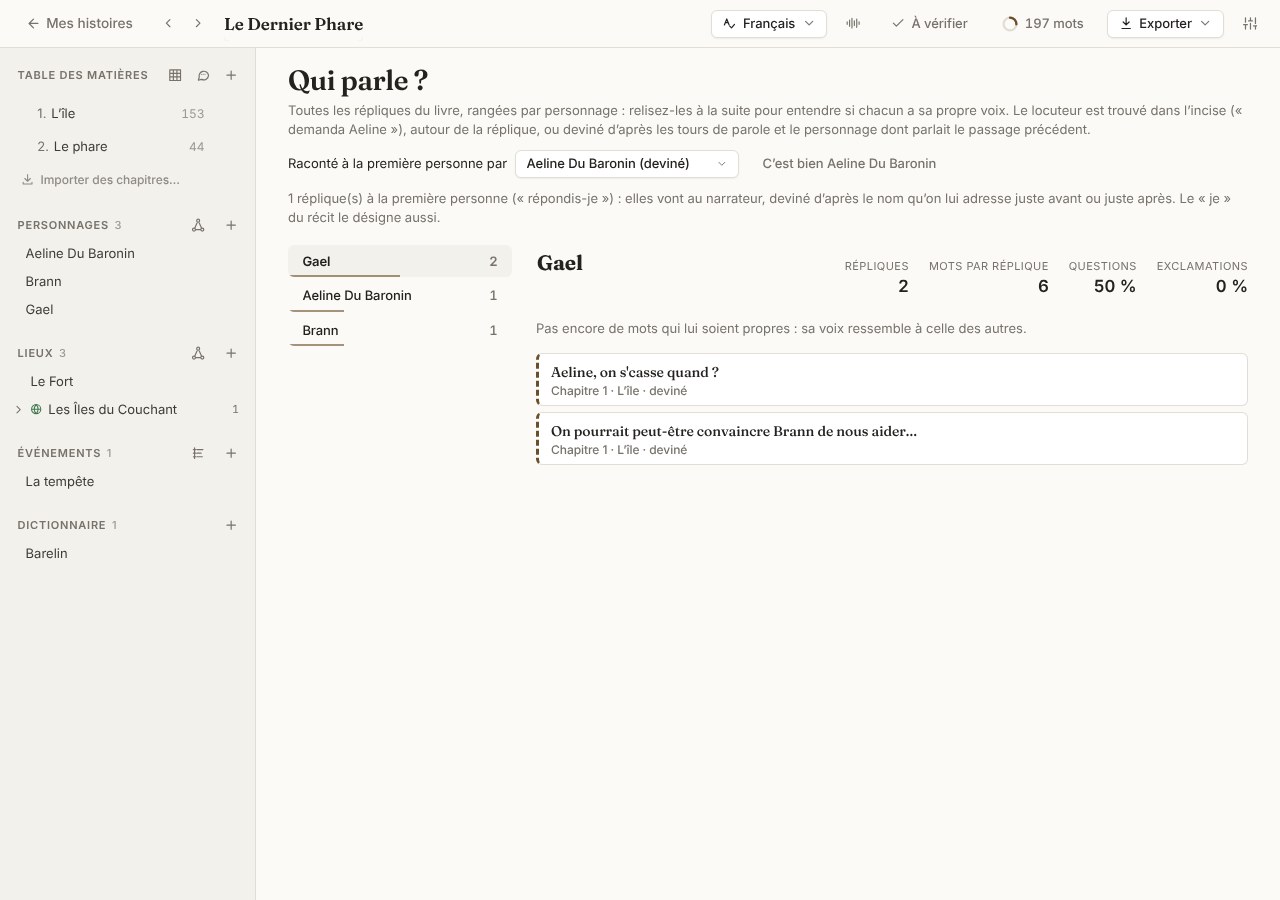 Mes histoires
Le Dernier Phare
Français
À vérifier
197 mots
Exporter
TABLE DES MATIÈRES
1. L’île 153
2. Le phare 44
Importer des chapitres…
PERSONNAGES 3
Aeline Du Baronin
Brann
Gael
LIEUX 3
Le Fort
Les Îles du Couchant 1
ÉVÉNEMENTS 1
La tempête
DICTIONNAIRE 1
Barelin
Qui parle ?
Toutes les répliques du livre, rangées par personnage : relisez-les à la suite pour entendre si chacun a sa propre voix. Le locuteur est trouvé dans l’incise («
demanda Aeline »), autour de la réplique, ou deviné d’après les tours de parole et le personnage dont parlait le passage précédent.
Raconté à la première personne par Aeline Du Baronin (deviné) C’est bien Aeline Du Baronin
1 réplique(s) à la première personne (« répondis-je ») : elles vont au narrateur, deviné d’après le nom qu’on lui adresse juste avant ou juste après. Le « je »
du récit le désigne aussi.
Gael 2
Aeline Du Baronin 1
Brann 1
Gael
RÉPLIQUES MOTS PAR RÉPLIQUE QUESTIONS EXCLAMATIONS
2 6 50 % 0 %
Pas encore de mots qui lui soient propres : sa voix ressemble à celle des autres.
Aeline, on s'casse quand ?
Chapitre 1 · L’île · deviné
On pourrait peut-être convaincre Brann de nous aider…
Chapitre 1 · L’île · deviné